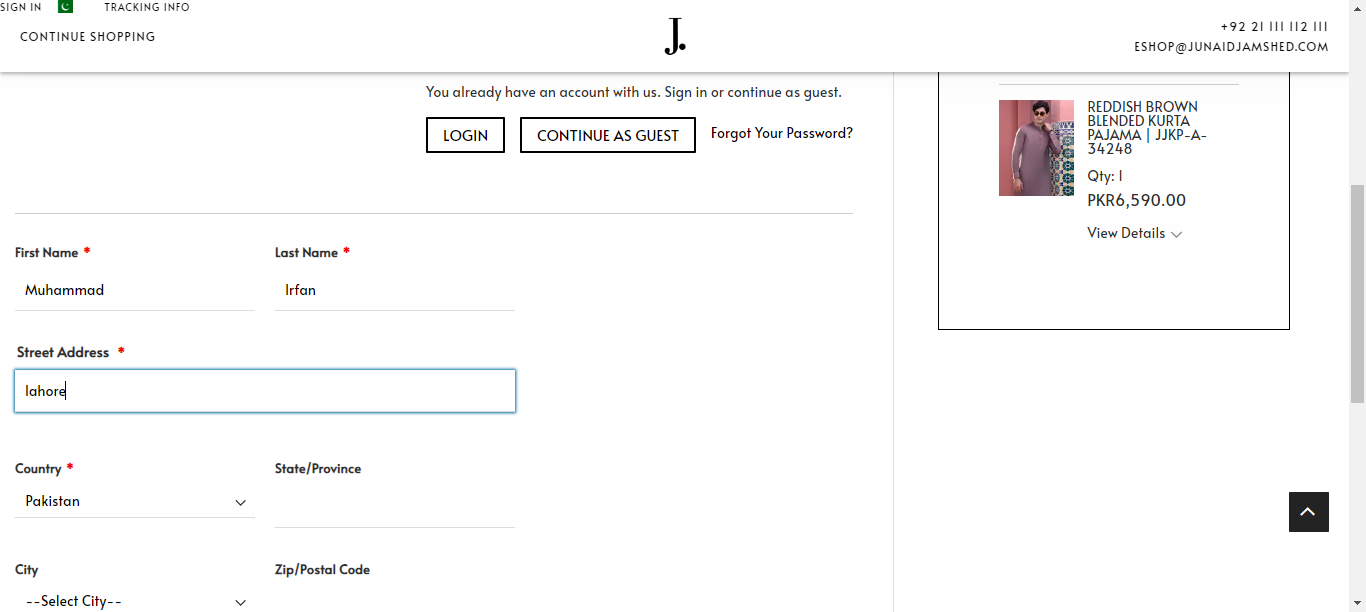 SIGN IN
TRACKING INFO
CONTINUE SHOPPING
J.
+92 21 111 112 111
ESHOP@JUNAIDJAMSHED.COM
You already have an account with us. Sign in or continue as guest.
LOGIN
CONTINUE AS GUEST
Forgot Your Password?
REDDISH BROWN
BLENDED KURTA
PAJAMA | JJKP-A-
34248
Qty: 1
PKR6,590.00
View Details
First Name *
Last Name *
Muhammad
Irfan
Street Address *
lahore
Country *
State/Province
Pakistan
City
Zip/Postal Code
--Select City--